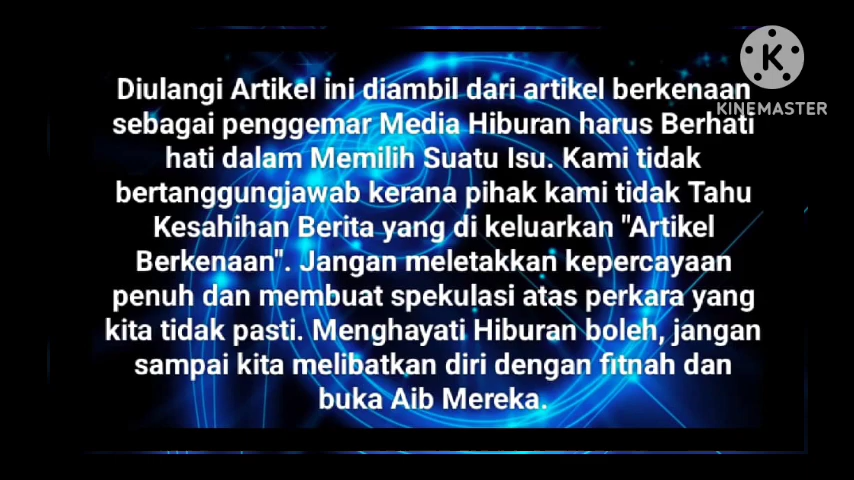 KINEMASTER
Diulangi Artikel ini diambil dari artikel berkenaan
sebagai penggemar Media Hiburan harus Berhati
hati dalam Memilih Suatu Isu. Kami tidak
bertanggungjawab kerana pihak kami tidak Tahu
Kesahihan Berita yang di keluarkan "Artikel
Berkenaan". Jangan meletakkan kepercayaan
penuh dan membuat spekulasi atas perkara yang
kita tidak pasti. Menghayati Hiburan boleh, jangan
sampai kita melibatkan diri dengan fitnah dan
buka Aib Mereka.